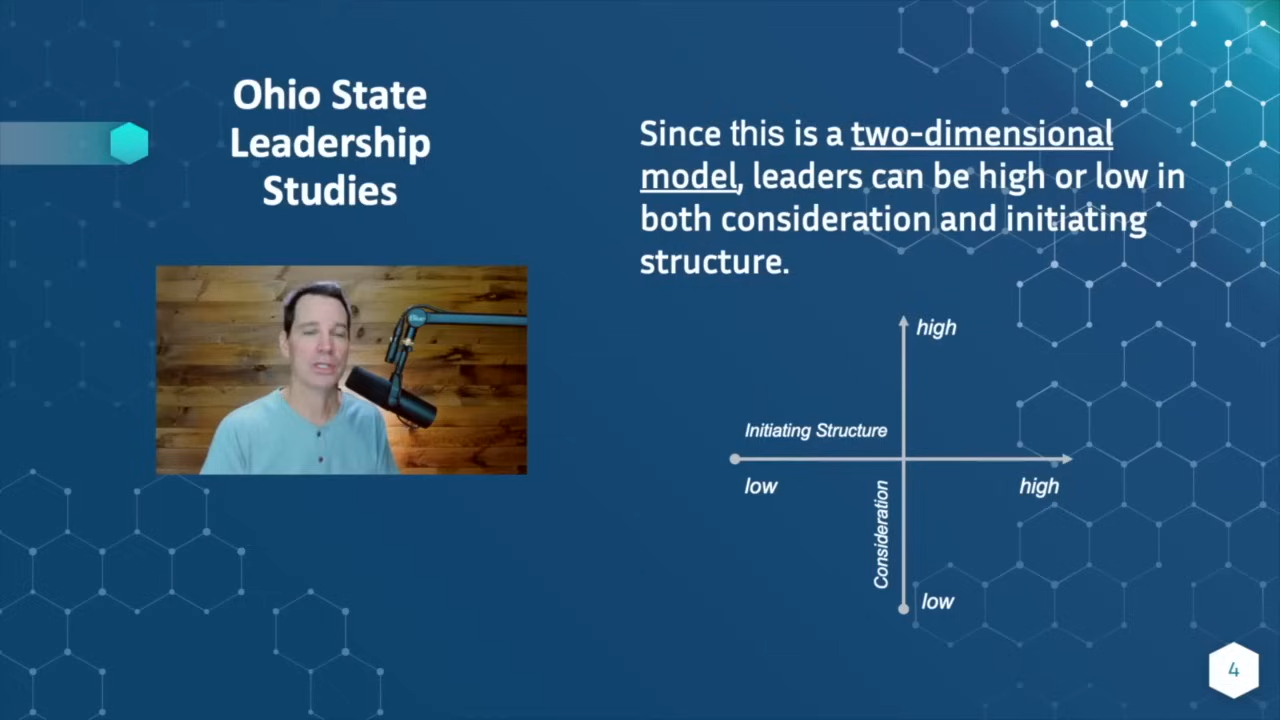 Ohio State
Leadership
Studies
Since this is a two-dimensional
model, leaders can be high or low in
both consideration and initiating
structure.
high
Initiating Structure
low
high
Consideration
low
4